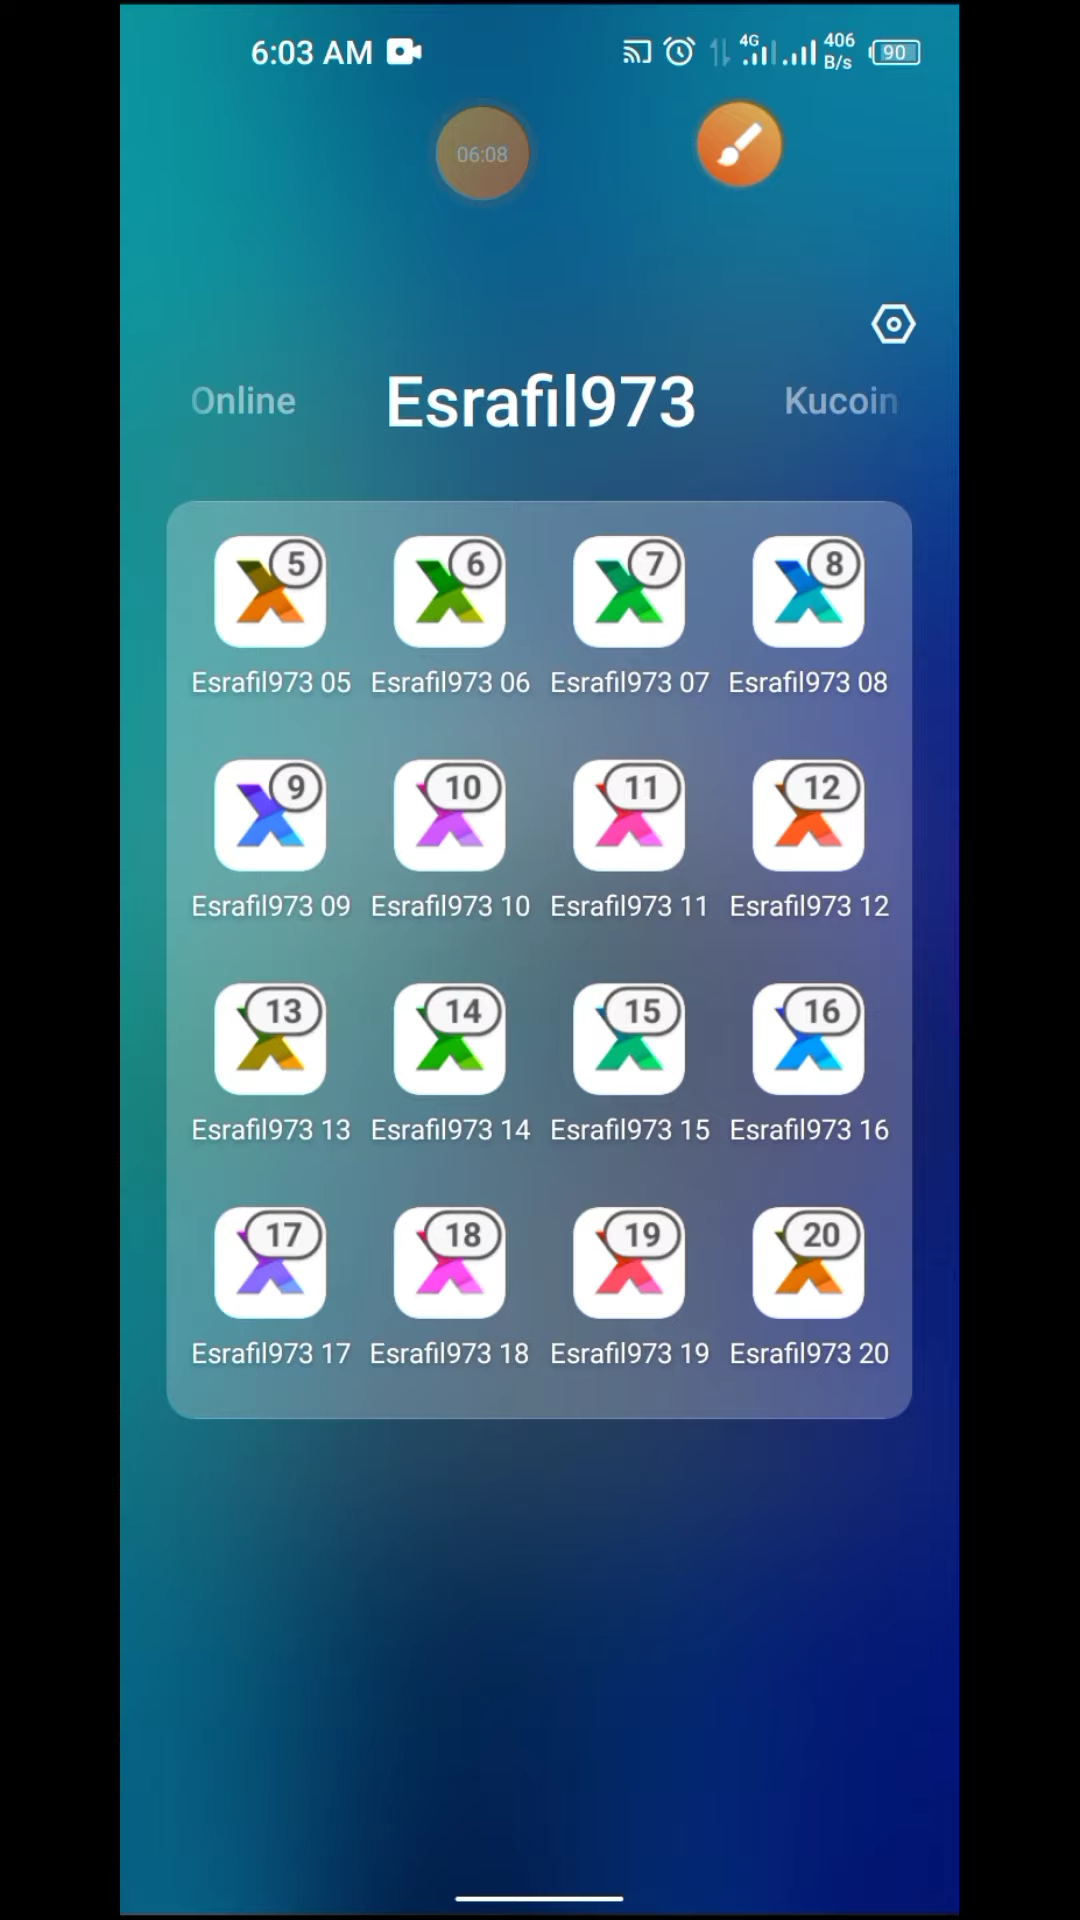 6:03 AM 4G 406 B/s 90
06:08
Online Esrafil973 Kucoin
5 6 7 8
Esrafil973 05 Esrafil973 06 Esrafil973 07 Esrafil973 08
9 10 11 12
Esrafil973 09 Esrafil973 10 Esrafil973 11 Esrafil973 12
13 14 15 16
Esrafil973 13 Esrafil973 14 Esrafil973 15 Esrafil973 16
17 18 19 20
Esrafil973 17 Esrafil973 18 Esrafil973 19 Esrafil973 20